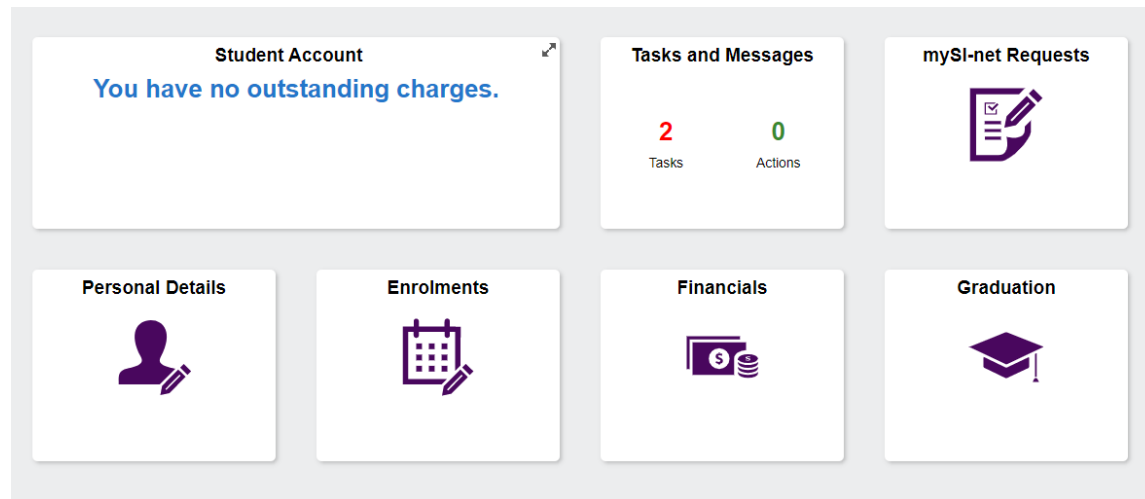 Student Account
You have no outstanding charges.
Tasks and Messages
2
Tasks
0
Actions
mySI-net Requests
Personal Details
Enrolments
Financials
$
S
Graduation